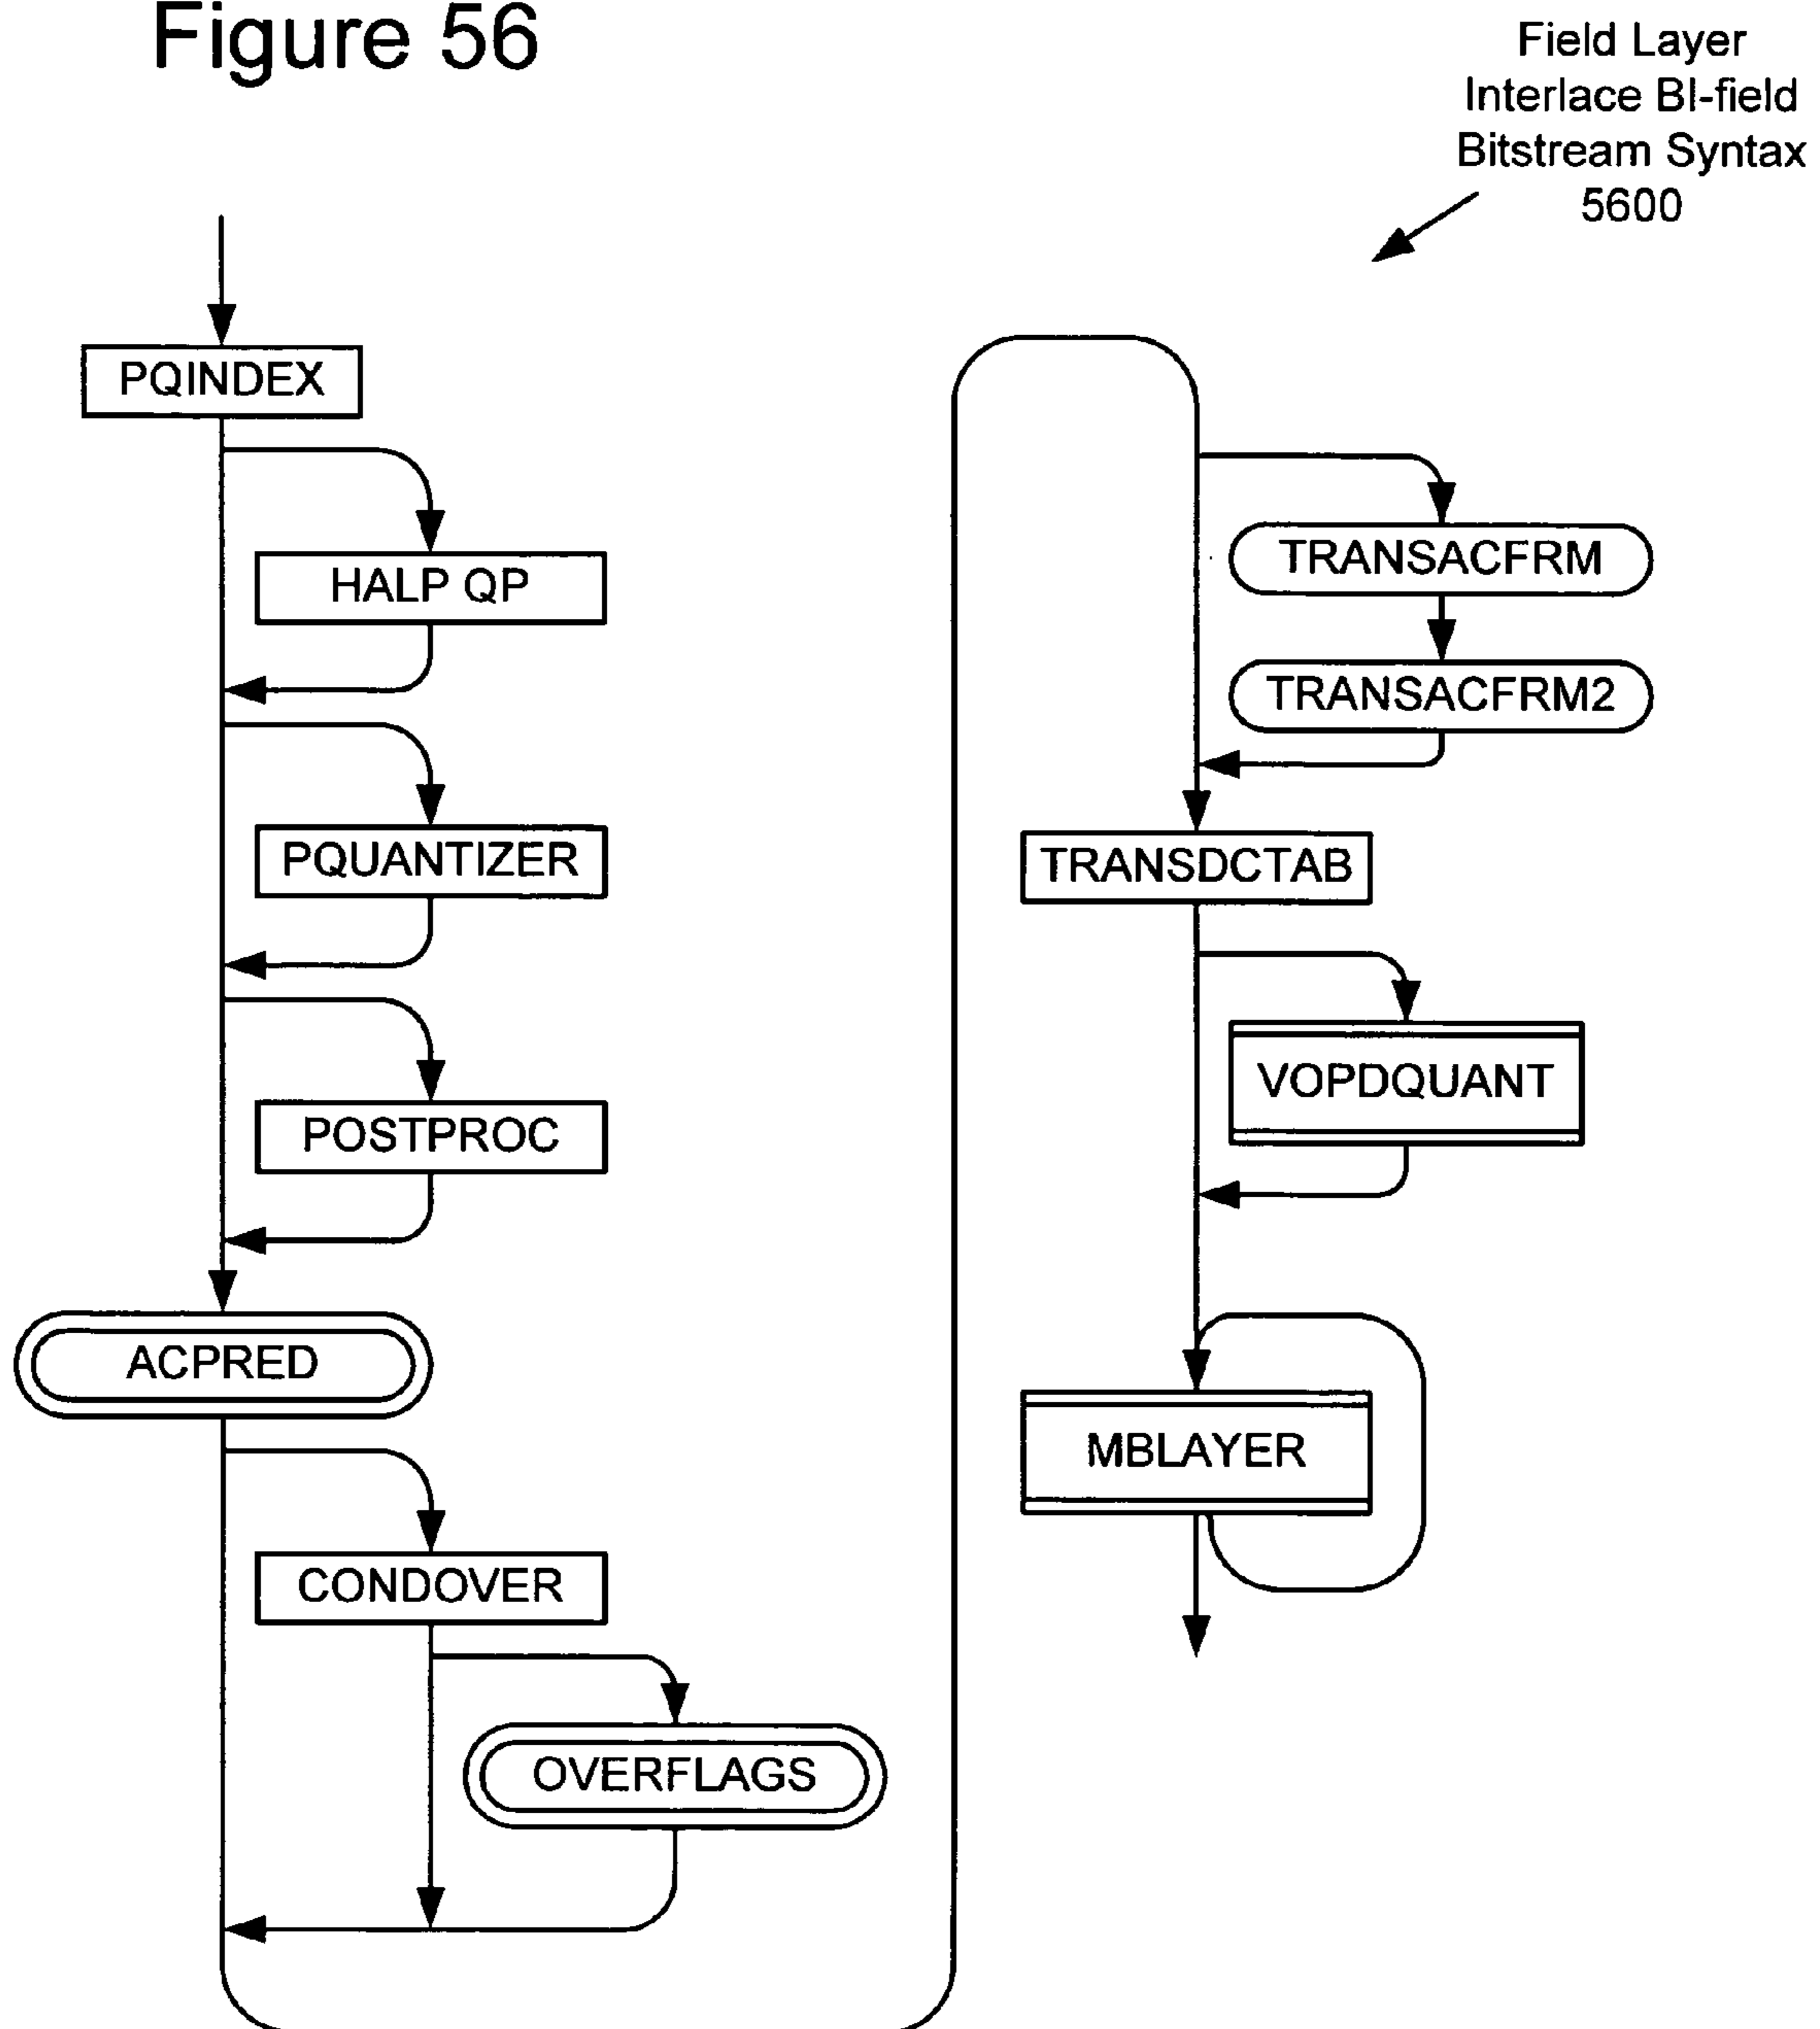 Figure 56
Field Layer
Interlace BI-field
Bitstream Syntax
5600
PQINDEX
HALP QP
PQUANTIZER
POSTPROC
ACPRED
CONDOVER
OVERFLAGS
TRANSACFRM
TRANSACFRM2
TRANSDCTAB
VOPDQUANT
MBLAYER